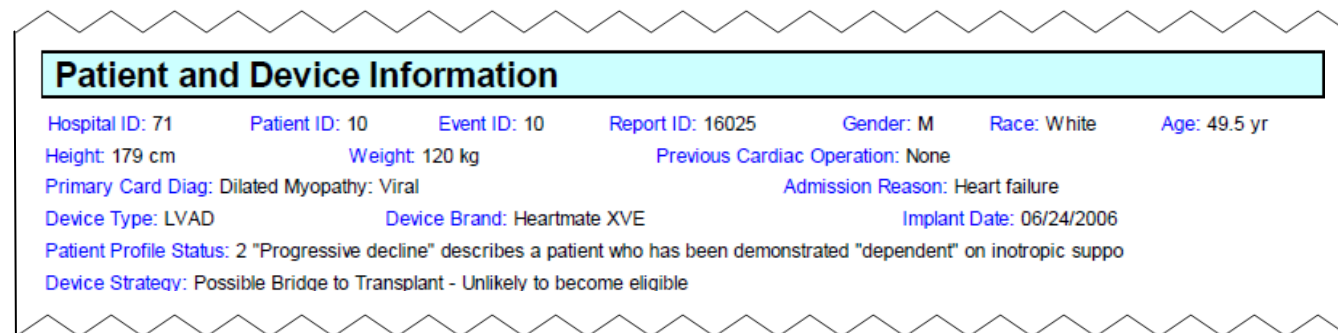 Patient and Device Information
Hospital ID: 71 Patient ID: 10 Event ID: 10 Report ID: 16025 Gender: M Race: White Age: 49.5 yr
Height: 179 cm Weight: 120 kg Previous Cardiac Operation: None
Primary Card Diag: Dilated Myopathy: Viral Admission Reason: Heart failure
Device Type: LVAD Device Brand: Heartmate XVE Implant Date: 06/24/2006
Patient Profile Status: 2 "Progressive decline" describes a patient who has been demonstrated "dependent" on inotropic suppo
Device Strategy: Possible Bridge to Transplant - Unlikely to become eligible